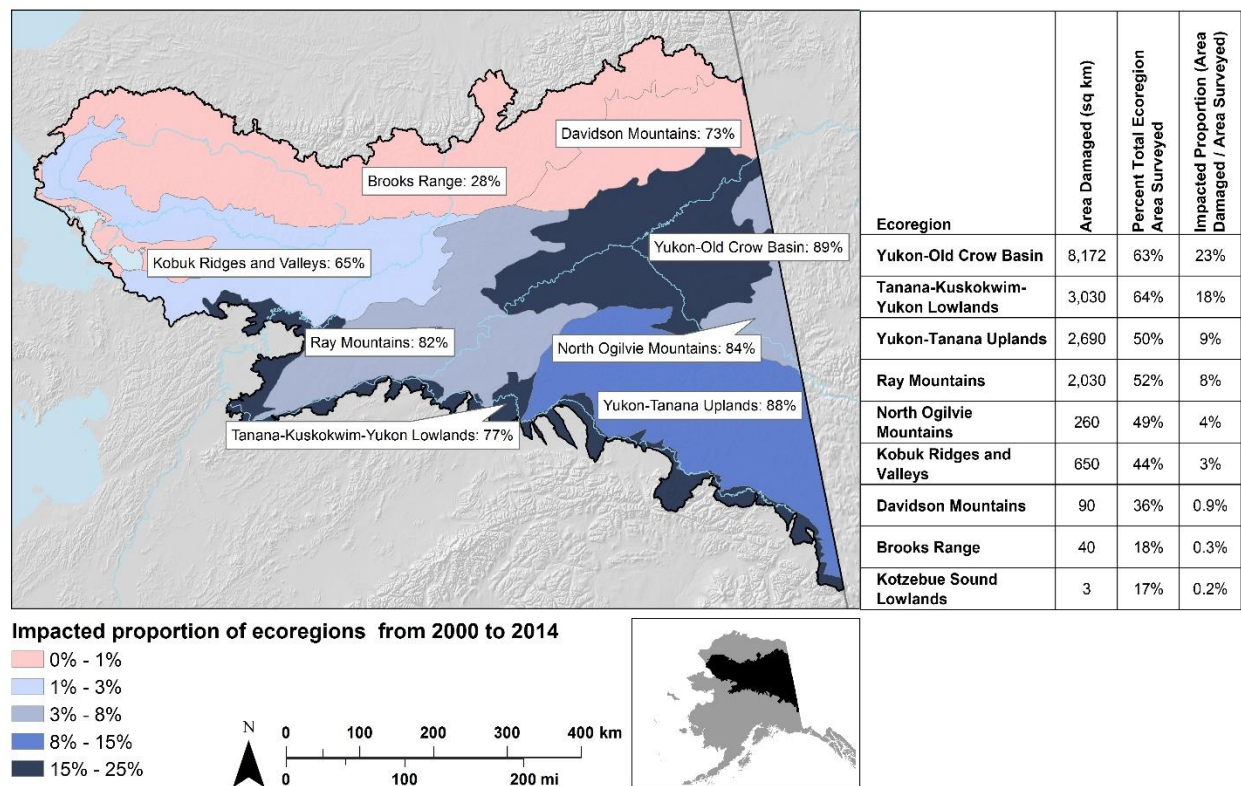 Davidson Mountains: 73%
Brooks Range: 28%
Yukon-Old Crow Basin: 89%
Kobuk Ridges and Valleys: 65%
Ray Mountains: 82%
North Ogilvie Mountains: 84%
Yukon-Tanana Uplands: 88%
Tanana-Kuskokwim-Yukon Lowlands: 77%
Ecoregion
Area Damaged (sq km)
Percent Total Ecoregion
Area Surveyed
Impacted Proportion (Area
Damaged / Area Surveyed)
Yukon-Old Crow Basin 8,172 63% 23%
Tanana-Kuskokwim-
Yukon Lowlands 3,030 64% 18%
Yukon-Tanana Uplands 2,690 50% 9%
Ray Mountains 2,030 52% 8%
North Ogilvie
Mountains 260 49% 4%
Kobuk Ridges and
Valleys 650 44% 3%
Davidson Mountains 90 36% 0.9%
Brooks Range 40 18% 0.3%
Kotzebue Sound
Lowlands 3 17% 0.2%
Impacted proportion of ecoregions from 2000 to 2014
0% - 1%
1% - 3%
3% - 8%
8% - 15%
15% - 25%
N
0 100 200 300 400 km
0 100 200 mi